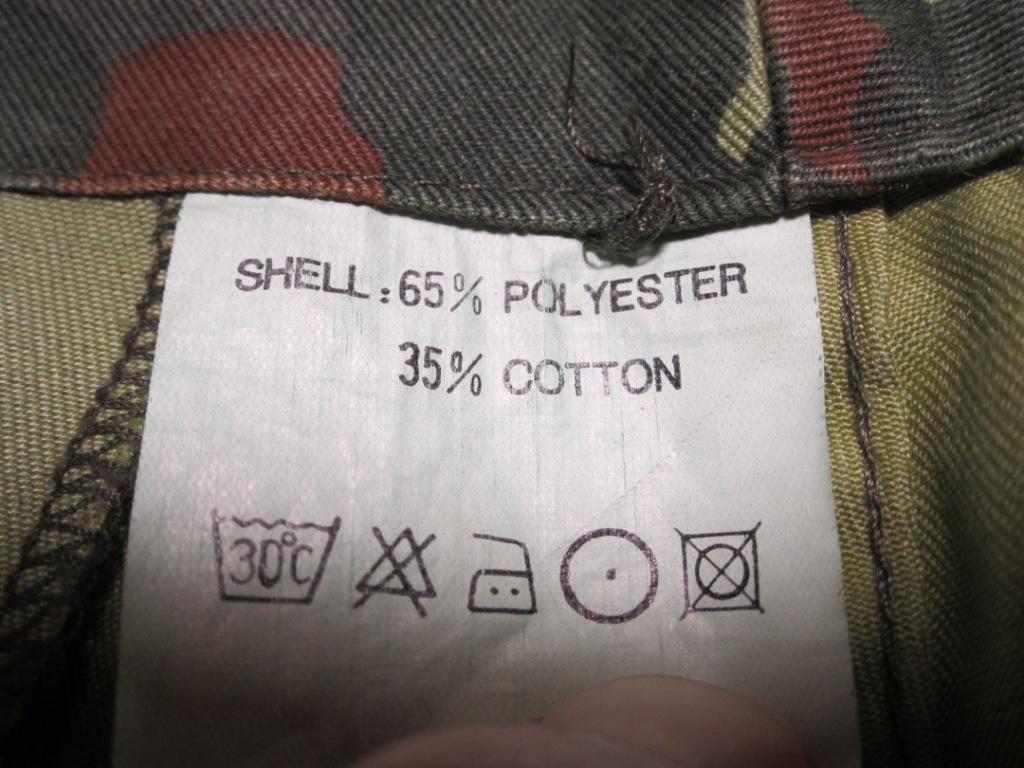 SHELL: 65% POLYESTER
35% COTTON
30°C